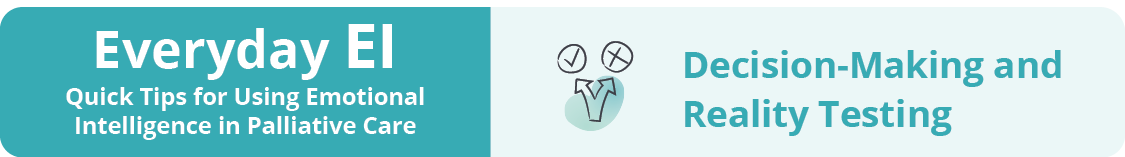 Everyday EI
Quick Tips for Using Emotional
Intelligence in Palliative Care
Decision-Making and
Reality Testing